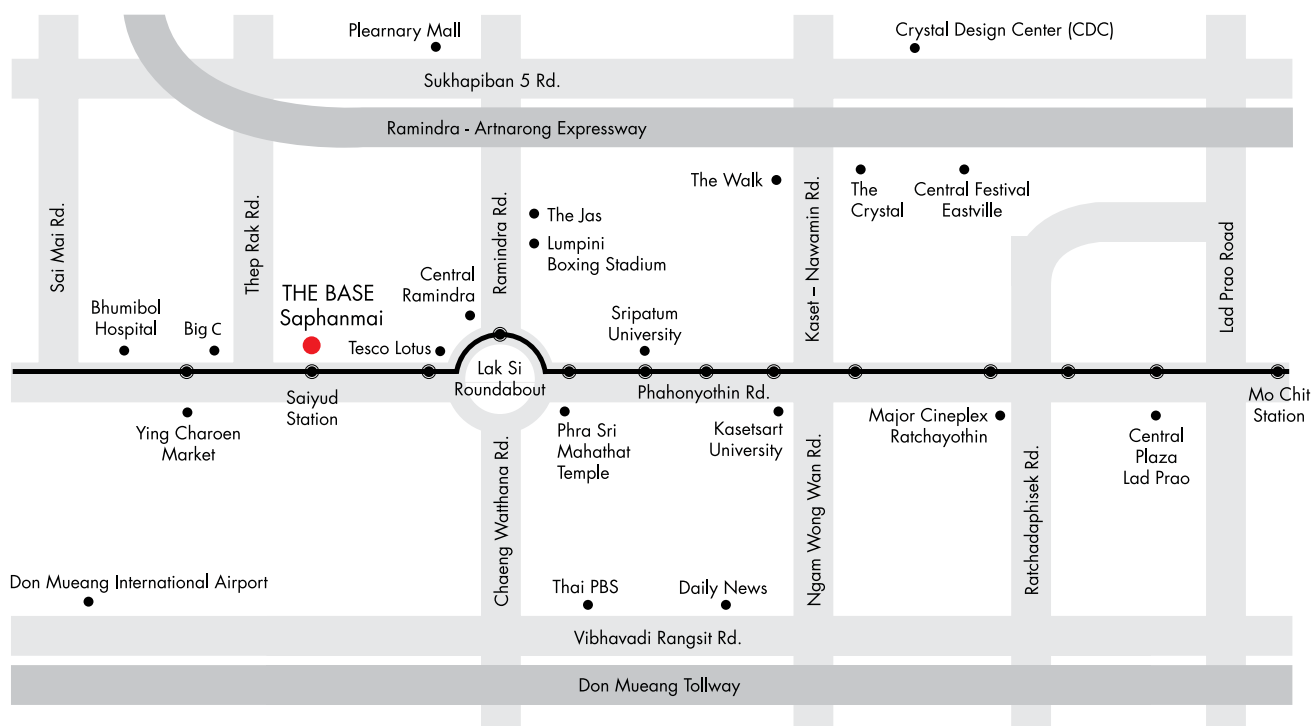 Plearnary Mall
Crystal Design Center (CDC)
Sukhapiban 5 Rd.
Ramindra - Artnarong Expressway
Sai Mai Rd.
Thep Rak Rd.
Ramindra Rd.
The Walk
Kaset – Nawamin Rd.
The
Crystal
Central Festival
Eastville
Lad Prao Road
The Jas
Lumpini
Boxing Stadium
Central
Ramindra
THE BASE
Saphanmai
Bhumibol
Hospital
Big C
Tesco Lotus
Sripatum
University
Lak Si
Roundabout
Phahonyothin Rd.
Saiyud
Station
Mo Chit
Station
Ying Charoen
Market
Phra Sri
Mahathat
Temple
Kasetsart
University
Major Cineplex
Ratchayothin
Central
Plaza
Lad Prao
Chaeng Watthana Rd.
Ngam Wong Wan Rd.
Ratchadaphisek Rd.
Don Mueang International Airport
Thai PBS
Daily News
Vibhavadi Rangsit Rd.
Don Mueang Tollway